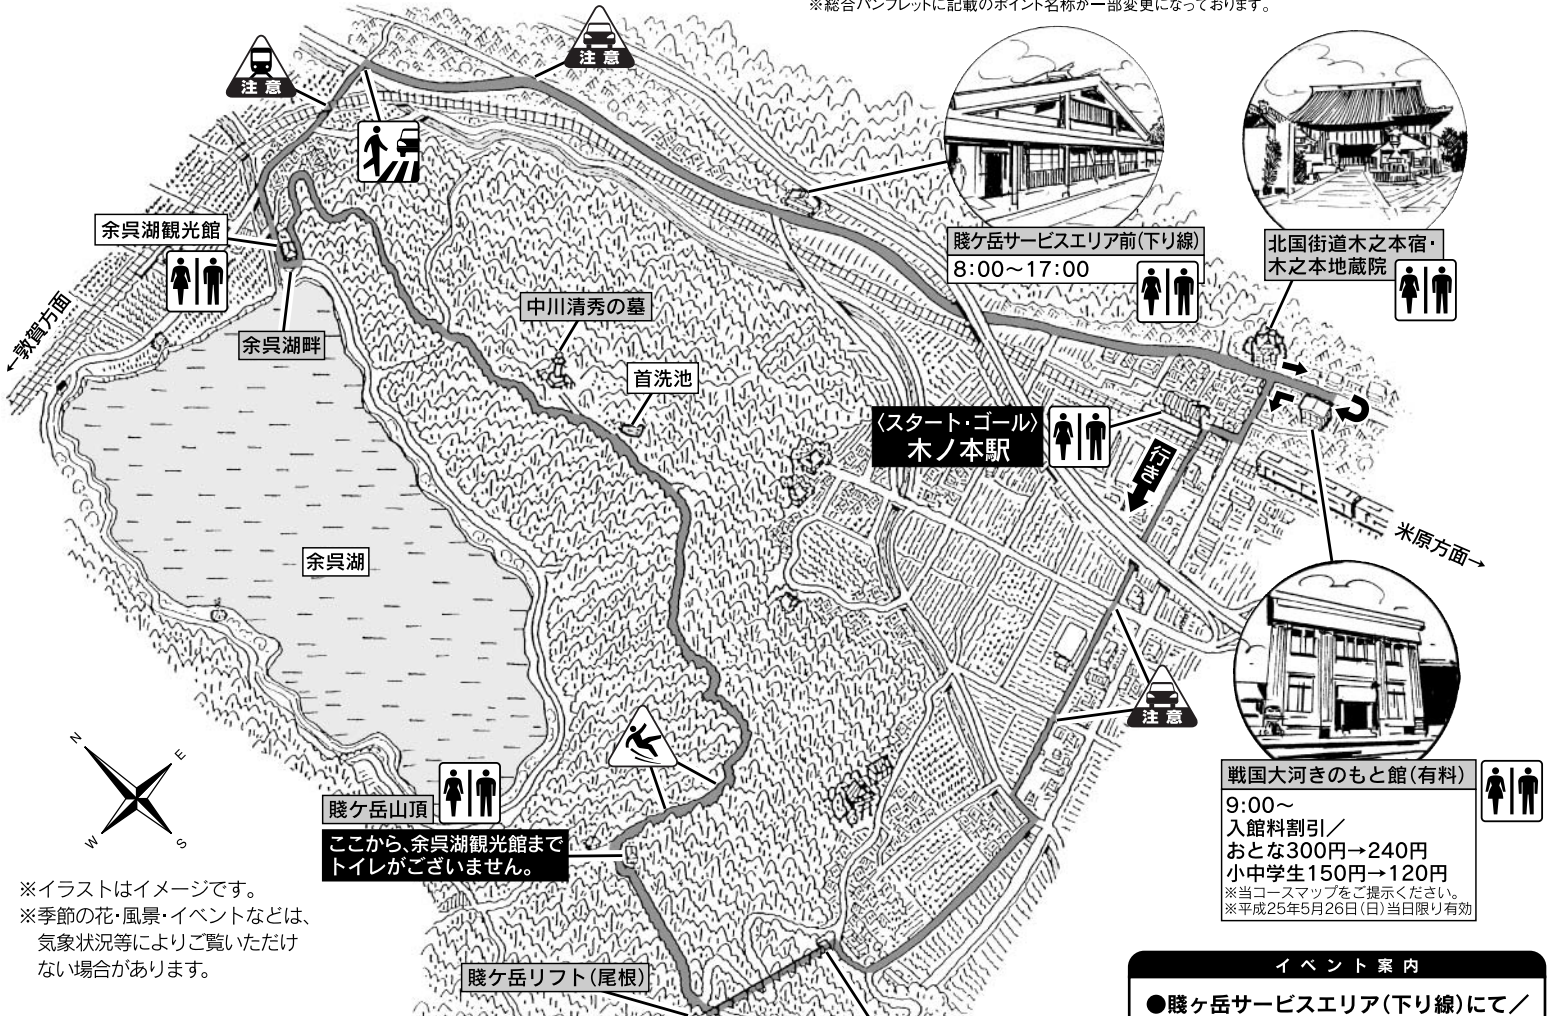 ※総合パンフレットに記載のポイント名称が一部変更になっております。
注意
注意
賤ケ岳サービスエリア前(下り線)
8:00〜17:00
北国街道木之本宿・
木之本地蔵院
余呉湖観光館
←敦賀方面
余呉湖畔
中川清秀の墓
首洗池
〈スタート・ゴール〉
木ノ本駅
行き
米原方面→
余呉湖
注意
N
E
W
S
賤ケ岳山頂
ここから、余呉湖観光館まで
トイレがございません。
戦国大河きのもと館(有料)
9:00〜
入館料割引／
おとな300円→240円
小中学生150円→120円
※当コースマップをご提示ください。
※平成25年5月26日(日)当日限り有効
※イラストはイメージです。
※季節の花・風景・イベントなどは、
気象状況等によりご覧いただけ
ない場合があります。
賤ケ岳リフト(尾根)
イベント案内
●賤ヶ岳サービスエリア(下り線)にて／